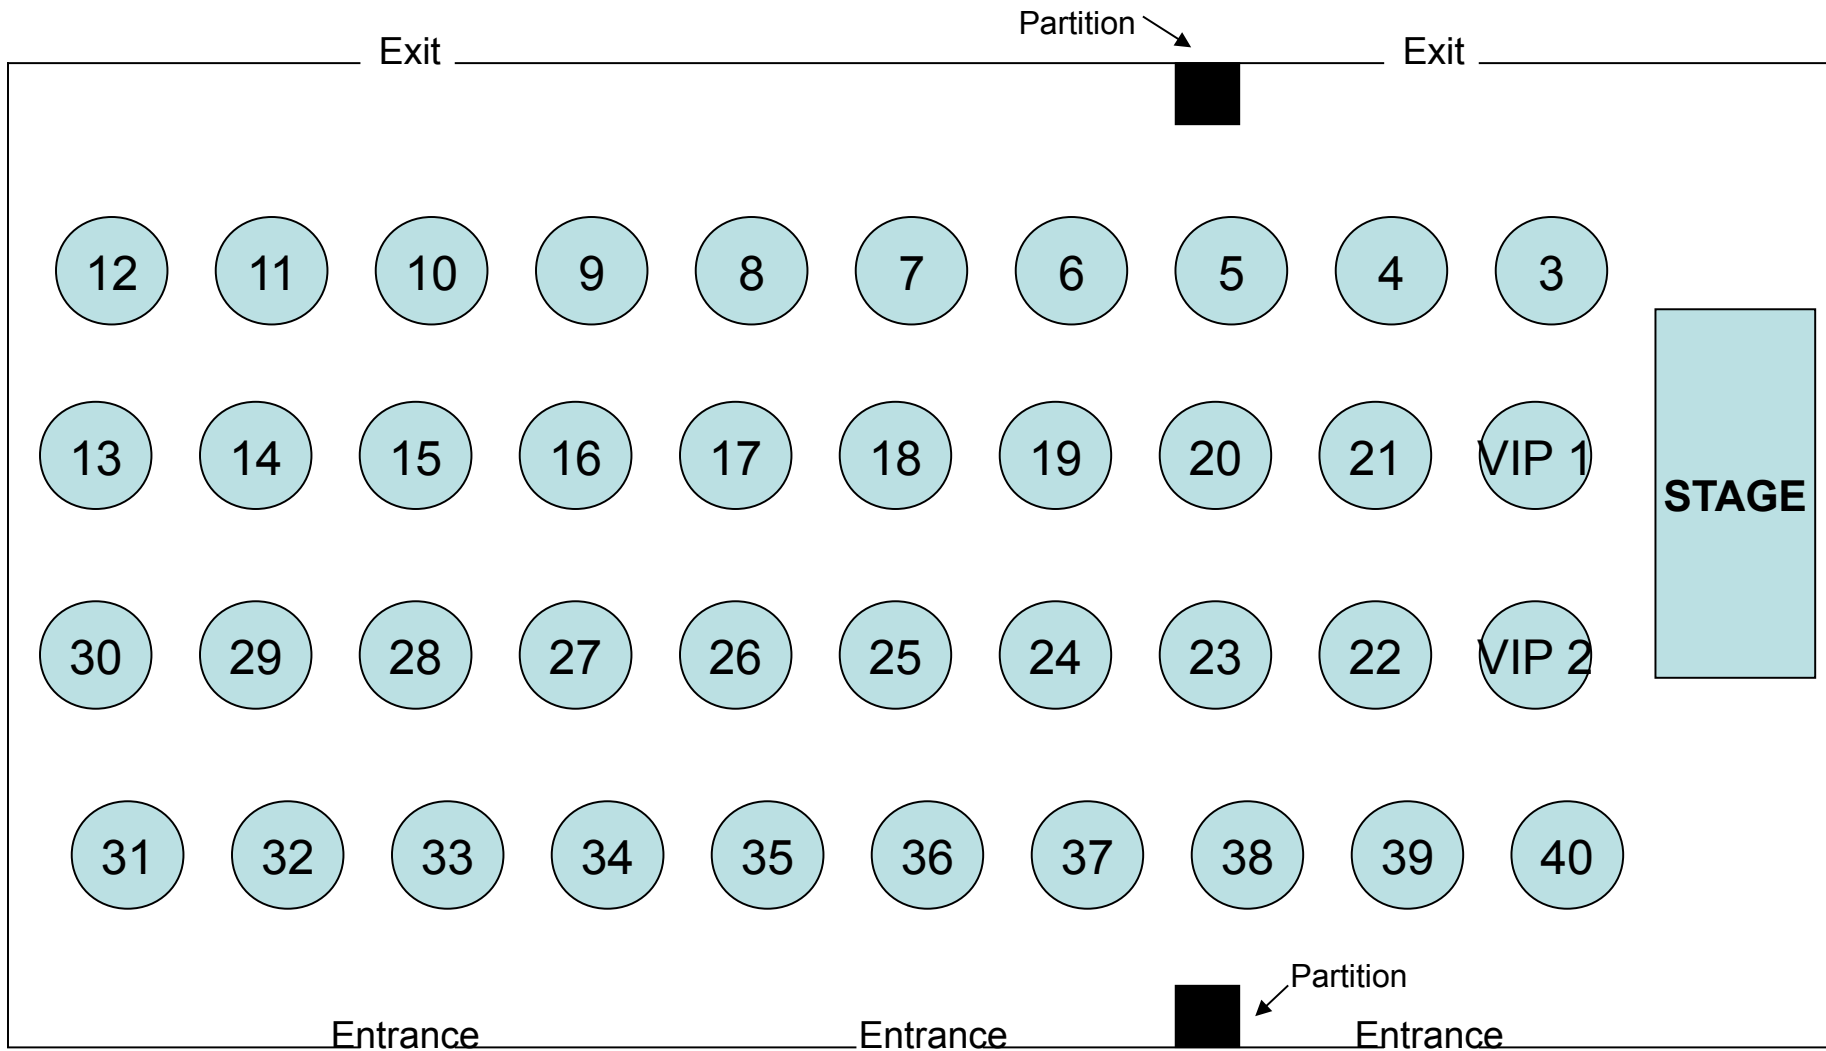 Partition
Exit Exit
12 11 10 9 8 7 6 5 4 3
13 14 15 16 17 18 19 20 21 VIP 1
STAGE
30 29 28 27 26 25 24 23 22 VIP 2
31 32 33 34 35 36 37 38 39 40
Partition
Entrance Entrance Entrance